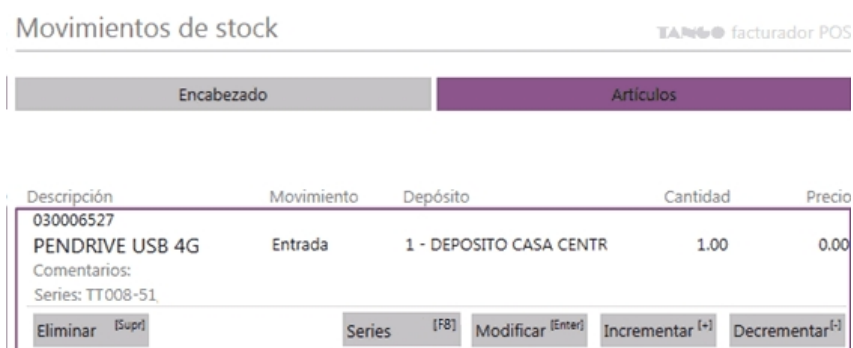 Movimientos de stock
TANGO facturador POS
Encabezado Artículos
Descripción Movimiento Depósito Cantidad Precio
030006527
PENDRIVE USB 4G Entrada 1 - DEPOSITO CASA CENTR 1.00 0.00
Comentarios:
Series: TT008-51,
Eliminar [Supr] Series [F8] Modificar [Enter] Incrementar [+] Decrementar [-]